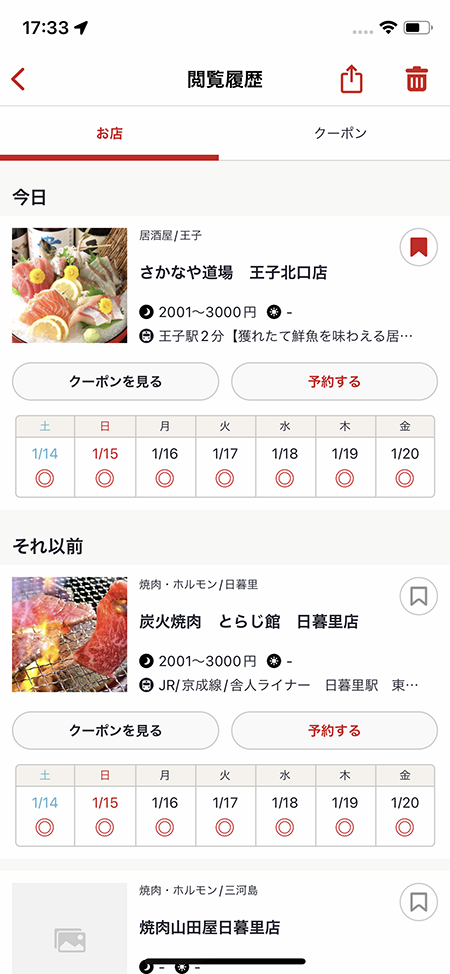 17:33
閲覧履歴
お店 クーポン
今日
居酒屋/王子
さかなや道場　王子北口店
2001〜3000円 -
王子駅2分【獲れたて鮮魚を味わえる居…
クーポンを見る 予約する
土 日 月 火 水 木 金
1/14 1/15 1/16 1/17 1/18 1/19 1/20
◎ ◎ ◎ ◎ ◎ ◎ ◎
それ以前
焼肉・ホルモン/日暮里
炭火焼肉　とらじ館　日暮里店
2001〜3000円 -
JR/京成線/舎人ライナー　日暮里駅　東…
クーポンを見る 予約する
土 日 月 火 水 木 金
1/14 1/15 1/16 1/17 1/18 1/19 1/20
◎ ◎ ◎ ◎ ◎ ◎ ◎
焼肉・ホルモン/三河島
焼肉山田屋日暮里店
- -